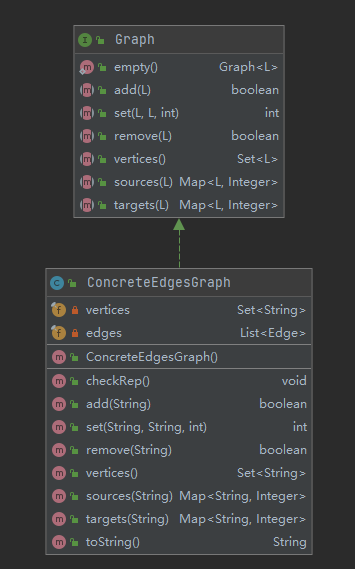 Graph
empty() Graph<L>
add(L) boolean
set(L, L, int) int
remove(L) boolean
vertices() Set<L>
sources(L) Map<L, Integer>
targets(L) Map<L, Integer>
ConcreteEdgesGraph
vertices Set<String>
edges List<Edge>
ConcreteEdgesGraph()
checkRep() void
add(String) boolean
set(String, String, int) int
remove(String) boolean
vertices() Set<String>
sources(String) Map<String, Integer>
targets(String) Map<String, Integer>
toString() String